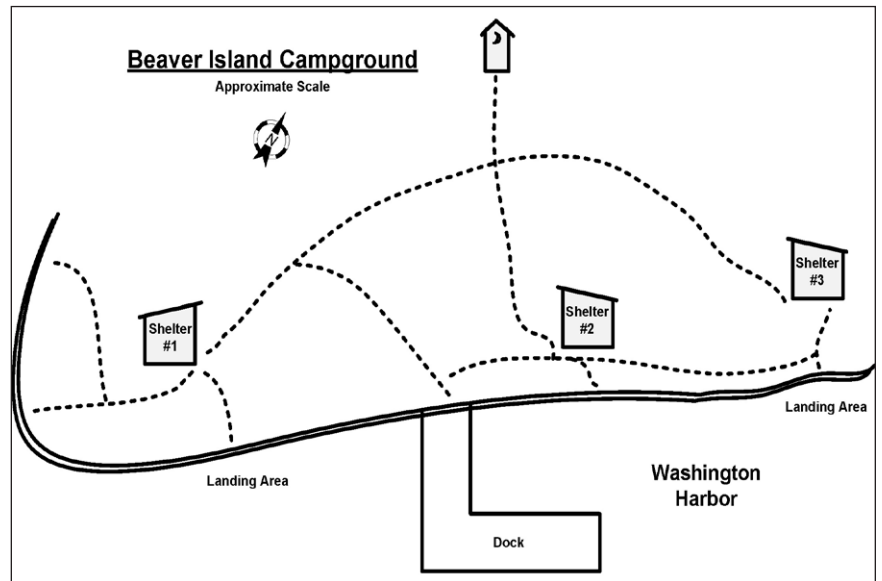 Beaver Island Campground
Approximate Scale
N
Shelter
#3
Shelter
#1
Shelter
#2
Landing Area
Washington
Harbor
Landing Area
Dock